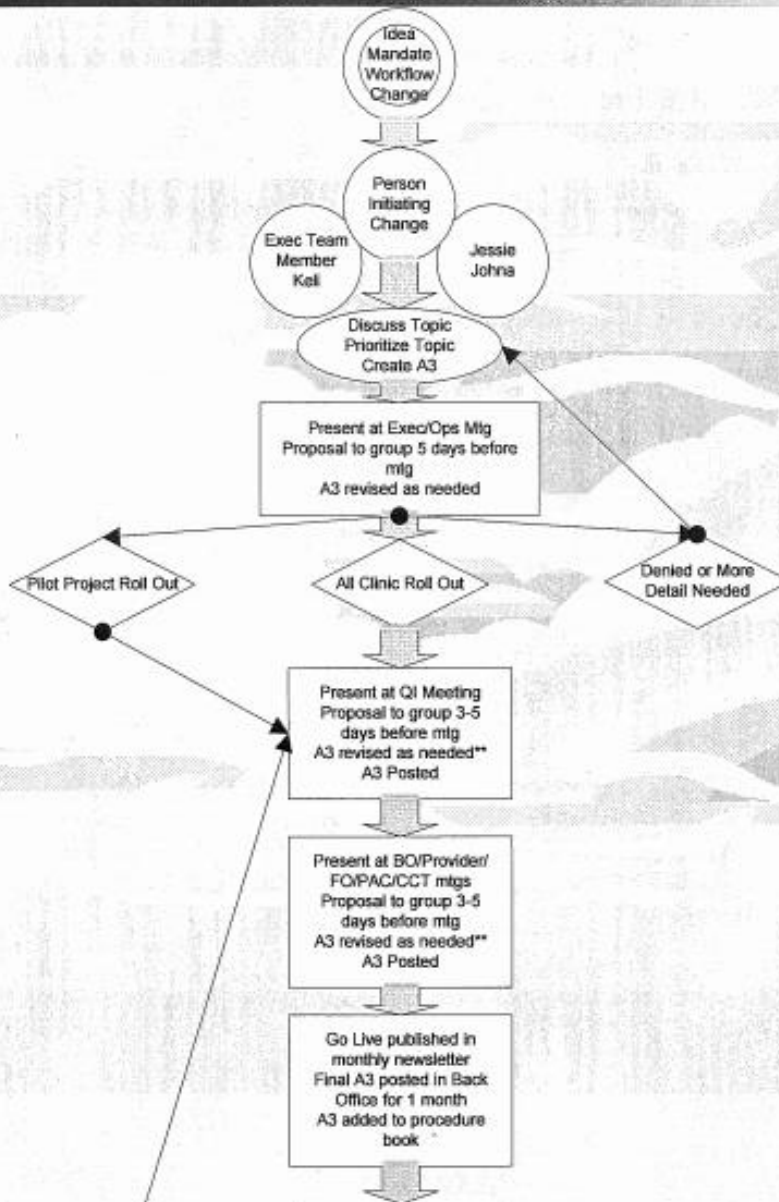 Idea
Mandate
Workflow
Change
Person
Initiating
Change
Exec Team
Member
Keli
Jessie
Johna
Discuss Topic
Prioritize Topic
Create A3
Present at Exec/Ops Mtg
Proposal to group 5 days before
mtg
A3 revised as needed
Pilot Project Roll Out
All Clinic Roll Out
Denied or More
Detail Needed
Present at QI Meeting
Proposal to group 3-5
days before mtg
A3 revised as needed**
A3 Posted
Present at BO/Provider/
FO/PAC/CCT mtgs
Proposal to group 3-5
days before mtg
A3 revised as needed**
A3 Posted
Go Live published in
monthly newsletter
Final A3 posted in Back
Office for 1 month
A3 added to procedure
book